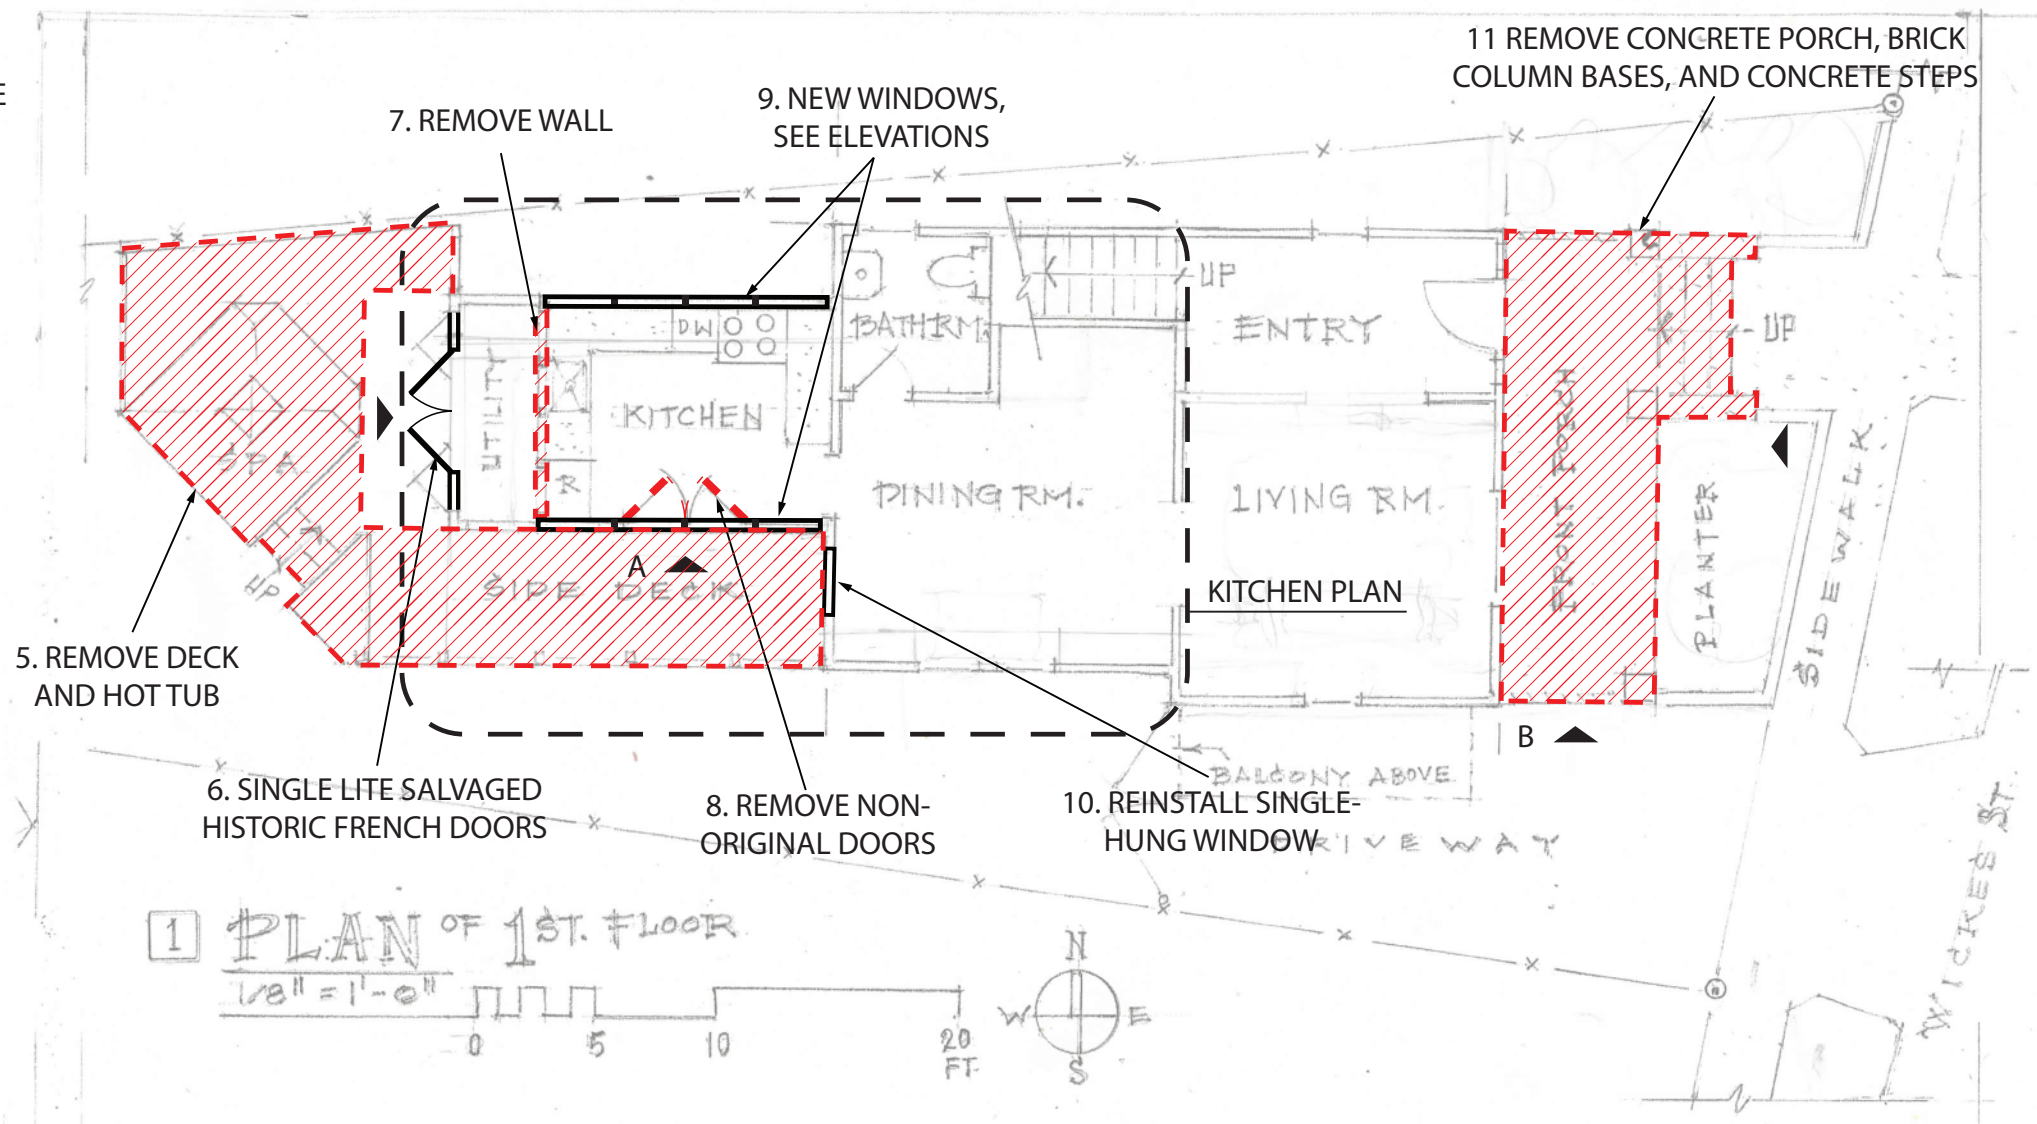 11 REMOVE CONCRETE PORCH, BRICK
COLUMN BASES, AND CONCRETE STEPS
E
9. NEW WINDOWS,
SEE ELEVATIONS
7. REMOVE WALL
UP
DW
BATHRM.
ENTRY
UP
UTILITY
KITCHEN
FRONT PORCH
SPA
R
DINING RM.
LIVING RM.
PLANTER
SIDEWALK
A
SIDE DECK
UP
KITCHEN PLAN
5. REMOVE DECK
AND HOT TUB
B
BALCONY ABOVE
6. SINGLE LITE SALVAGED
HISTORIC FRENCH DOORS
8. REMOVE NON-
ORIGINAL DOORS
10. REINSTALL SINGLE-
HUNG WINDOW
DRIVEWAY
WICKES ST.
1 PLAN OF 1ST. FLOOR
1/8" = 1'-0"
0 5 10 20
FT.
N
W E
S